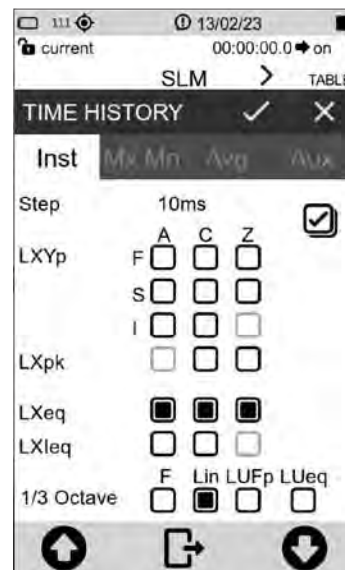 111 13/02/23
current 00:00:00.0 on
SLM > TABLE
TIME HISTORY
Inst Mx Mn Avg Aux
Step 10ms
A C Z
LXYp F
S
I
LXpk
LXeq
LXIeq
F Lin LUFp LUeq
1/3 Octave